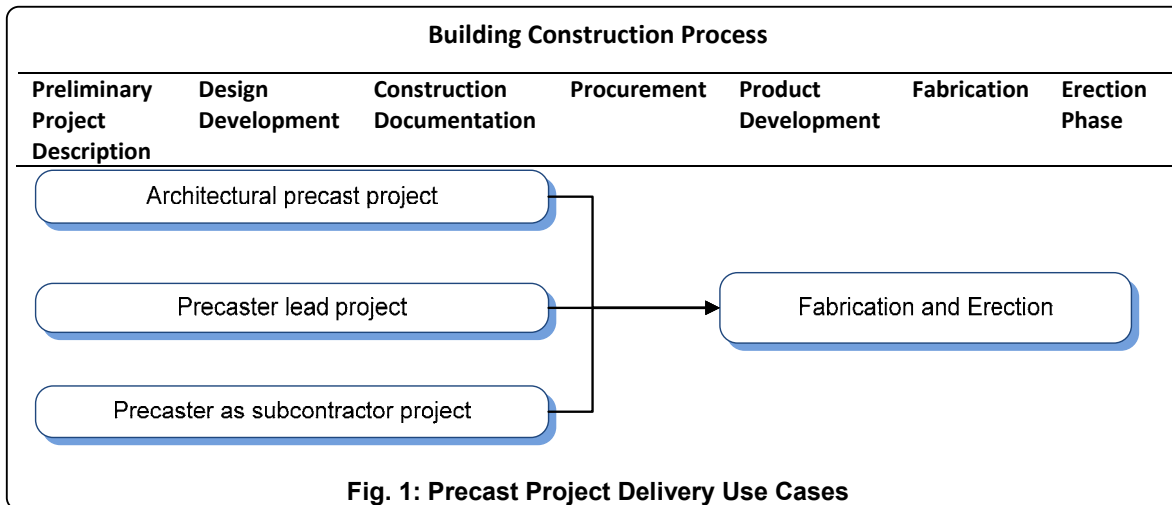 Building Construction Process
Preliminary Project Description
Design Development
Construction Documentation
Procurement
Product Development
Fabrication
Erection Phase
Architectural precast project
Precaster lead project
Fabrication and Erection
Precaster as subcontractor project
Fig. 1: Precast Project Delivery Use Cases